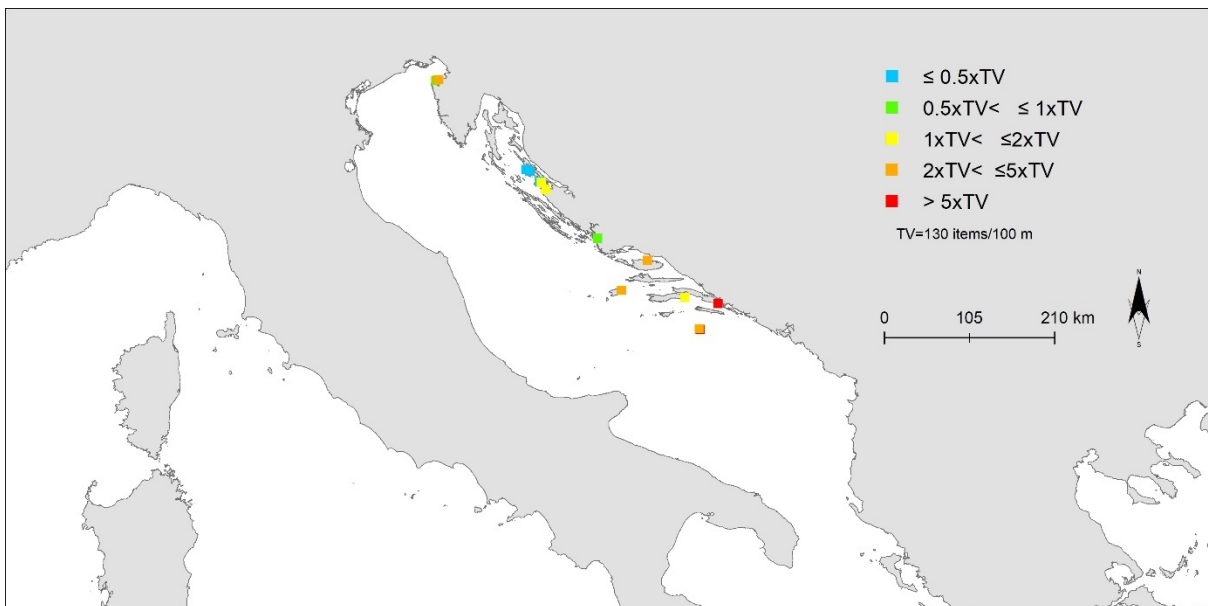 ≤ 0.5xTV
0.5xTV< ≤ 1xTV
1xTV< ≤2xTV
2xTV< ≤5xTV
> 5xTV
TV=130 items/100 m
N
S
0 105 210 km